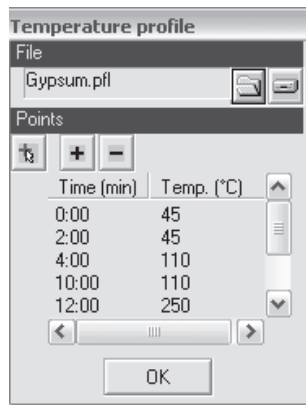 Temperature profile
File
Gypsum.pfl
Points
Time (min) Temp. (°C)
0:00 45
2:00 45
4:00 110
10:00 110
12:00 250
OK